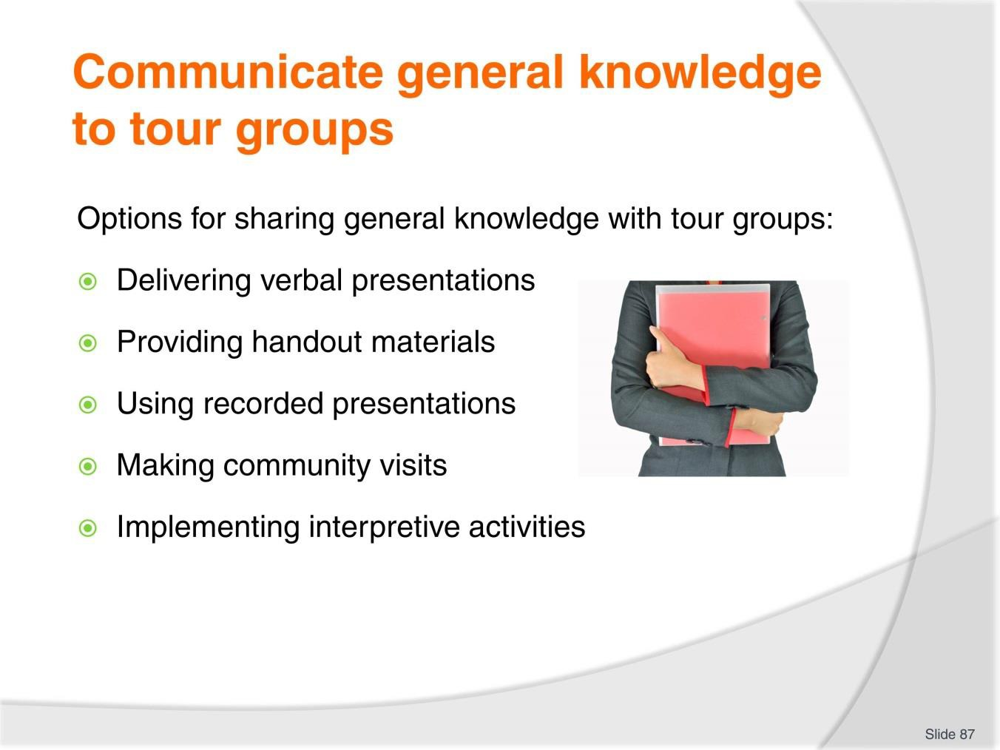 Communicate general knowledge
to tour groups
Options for sharing general knowledge with tour groups:
Delivering verbal presentations
Providing handout materials
Using recorded presentations
Making community visits
Implementing interpretive activities
Slide 87